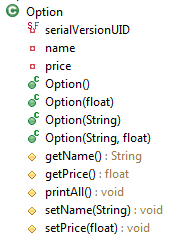 Option
serialVersionUID
name
price
Option()
Option(float)
Option(String)
Option(String, float)
getName() : String
getPrice() : float
printAll() : void
setName(String) : void
setPrice(float) : void